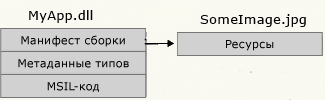 MyApp.dll
Манифест сборки
Метаданные типов
MSIL-код
SomeImage.jpg
Ресурсы